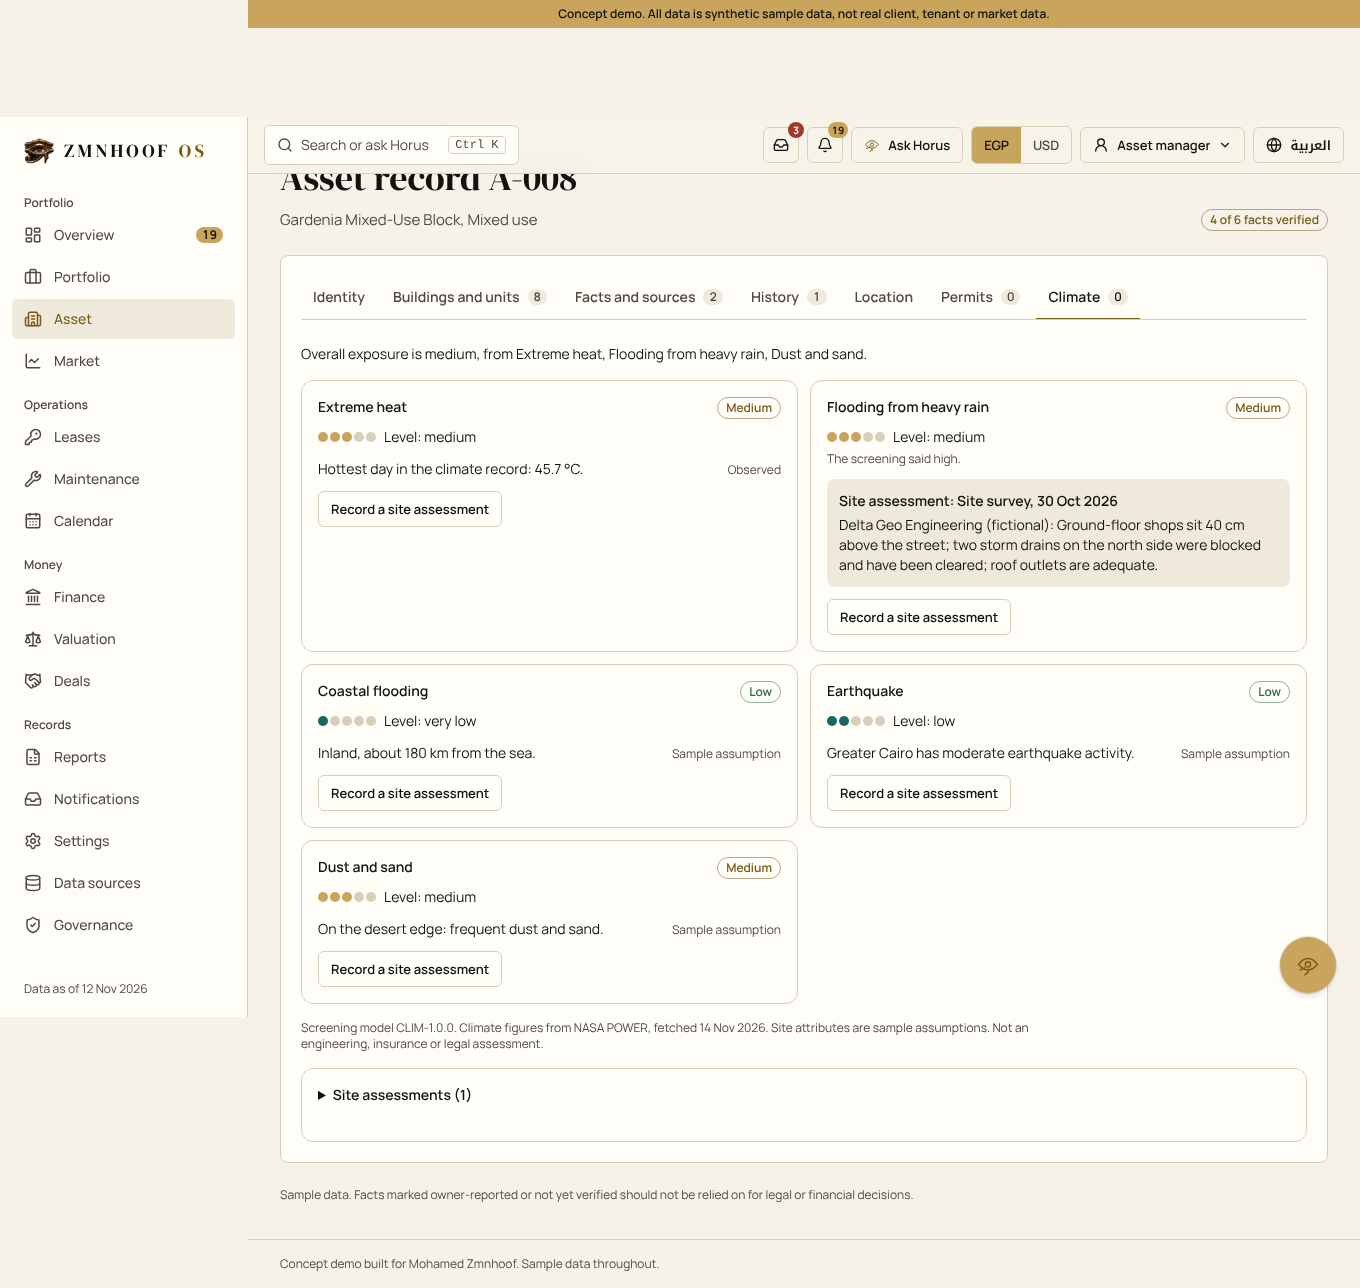 Concept demo. All data is synthetic sample data, not real client, tenant or market data.
ZMNHOOF OS
Search or ask Horus
Ctrl K
3
19
Ask Horus
EGP
USD
Asset manager
العربية
Portfolio
Overview
19
Portfolio
Asset
Market
Operations
Leases
Maintenance
Calendar
Money
Finance
Valuation
Deals
Records
Reports
Notifications
Settings
Data sources
Governance
Data as of 12 Nov 2026
Asset record A-008
Gardenia Mixed-Use Block, Mixed use
4 of 6 facts verified
Identity
Buildings and units 8
Facts and sources 2
History 1
Location
Permits 0
Climate 0
Overall exposure is medium, from Extreme heat, Flooding from heavy rain, Dust and sand.
Extreme heat
Medium
Level: medium
Hottest day in the climate record: 45.7 °C.
Observed
Record a site assessment
Flooding from heavy rain
Medium
Level: medium
The screening said high.
Site assessment: Site survey, 30 Oct 2026
Delta Geo Engineering (fictional): Ground-floor shops sit 40 cm
above the street; two storm drains on the north side were blocked
and have been cleared; roof outlets are adequate.
Record a site assessment
Coastal flooding
Low
Level: very low
Inland, about 180 km from the sea.
Sample assumption
Record a site assessment
Earthquake
Low
Level: low
Greater Cairo has moderate earthquake activity.
Sample assumption
Record a site assessment
Dust and sand
Medium
Level: medium
On the desert edge: frequent dust and sand.
Sample assumption
Record a site assessment
Screening model CLIM-1.0.0. Climate figures from NASA POWER, fetched 14 Nov 2026. Site attributes are sample assumptions. Not an
engineering, insurance or legal assessment.
Site assessments (1)
Sample data. Facts marked owner-reported or not yet verified should not be relied on for legal or financial decisions.
Concept demo built for Mohamed Zmnhoof. Sample data throughout.